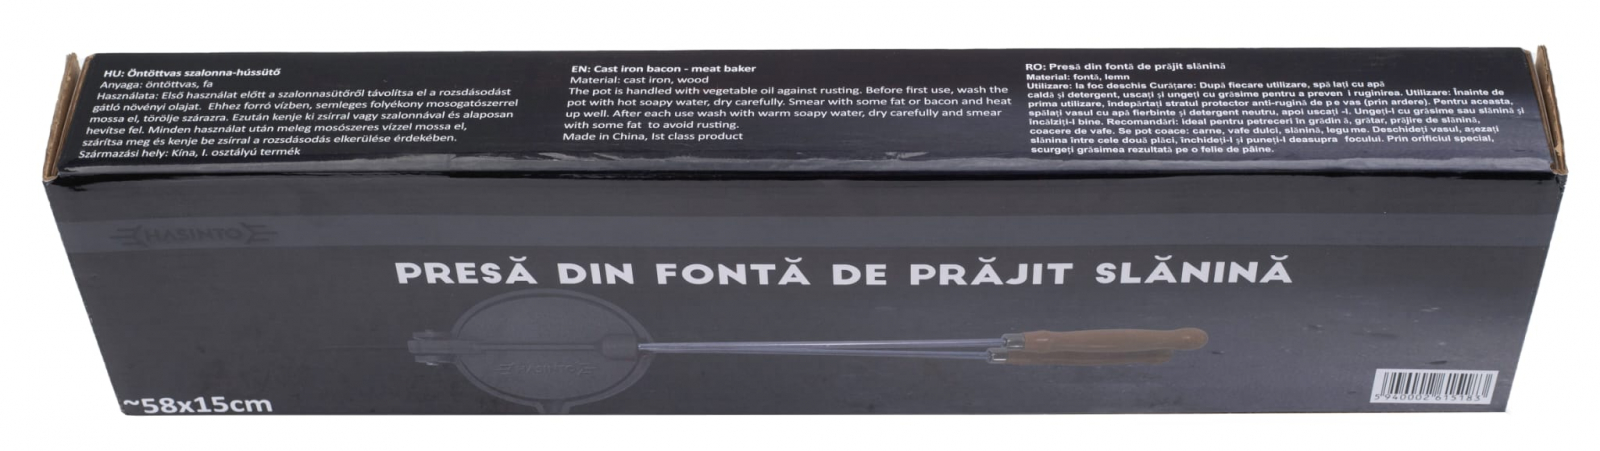 HU: Öntöttvas szalonna-hússütő
Anyaga: öntöttvas, fa
Használata: Első használat előtt a szalonnasütőről távolítsa el a rozsdásodást
gátló növényi olajat. Ehhez forró vízben, semleges folyékony mosogatószerrel
mossa el, törölje szárazra. Ezután kenje ki zsírral vagy szalonnával és alaposan
hevítse fel. Minden használat után meleg mosószeres vízzel mossa el,
szárítsa meg és kenje be zsírral a rozsdásodás elkerülése érdekében.
Származási hely: Kína, I. osztályú termék
EN: Cast iron bacon - meat baker
Material: cast iron, wood
The pot is handled with vegetable oil against rusting. Before first use, wash the
pot with hot soapy water, dry carefully. Smear with some fat or bacon and heat
up well. After each use wash with warm soapy water, dry carefully and smear
with some fat to avoid rusting.
Made in China, Ist class product
RO: Presă din fontă de prăjit slănină
Material: fontă, lemn
Utilizare: la foc deschis Curățare: După fiecare utilizare, spă lați cu apă
caldă și detergent, uscați și ungeți cu grăsime pentru a preven i ruginirea. Utilizare: Înainte de
prima utilizare, îndepărtați stratul protector anti-rugină de p e vas (prin ardere). Pentru aceasta,
spălați vasul cu apă fierbinte și detergent neutru, apoi uscați -l. Ungeți-l cu grăsime sau slănină și
încălziți-l bine. Recomandări: ideal pentru petreceri în grădin ă, grătar, prăjire de slănină,
coacere de vafe. Se pot coace: carne, vafe dulci, slănină, legu me. Deschideți vasul, așezați
slănina între cele două plăci, închideți-l și puneți-l deasupra focului. Prin orificiul special,
scurgeți grăsimea rezultată pe o felie de pâine.
HASINTO
PRESĂ DIN FONTĂ DE PRĂJIT SLĂNINĂ
HASINTO
~58x15cm
5 940002 615183